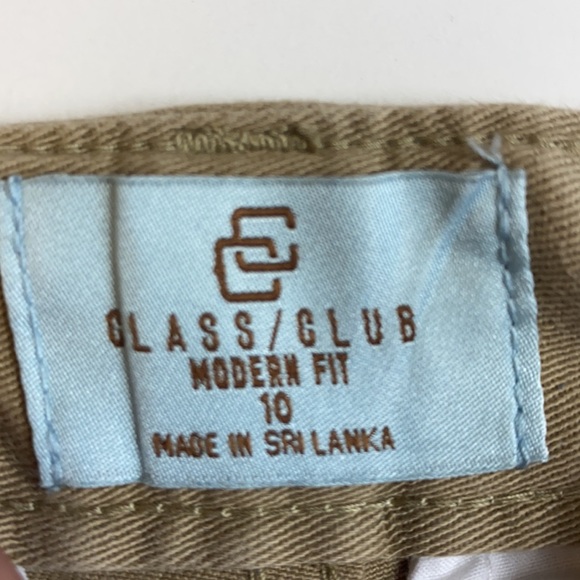 CLASS/CLUB
MODERN FIT
10
MADE IN SRI LANKA